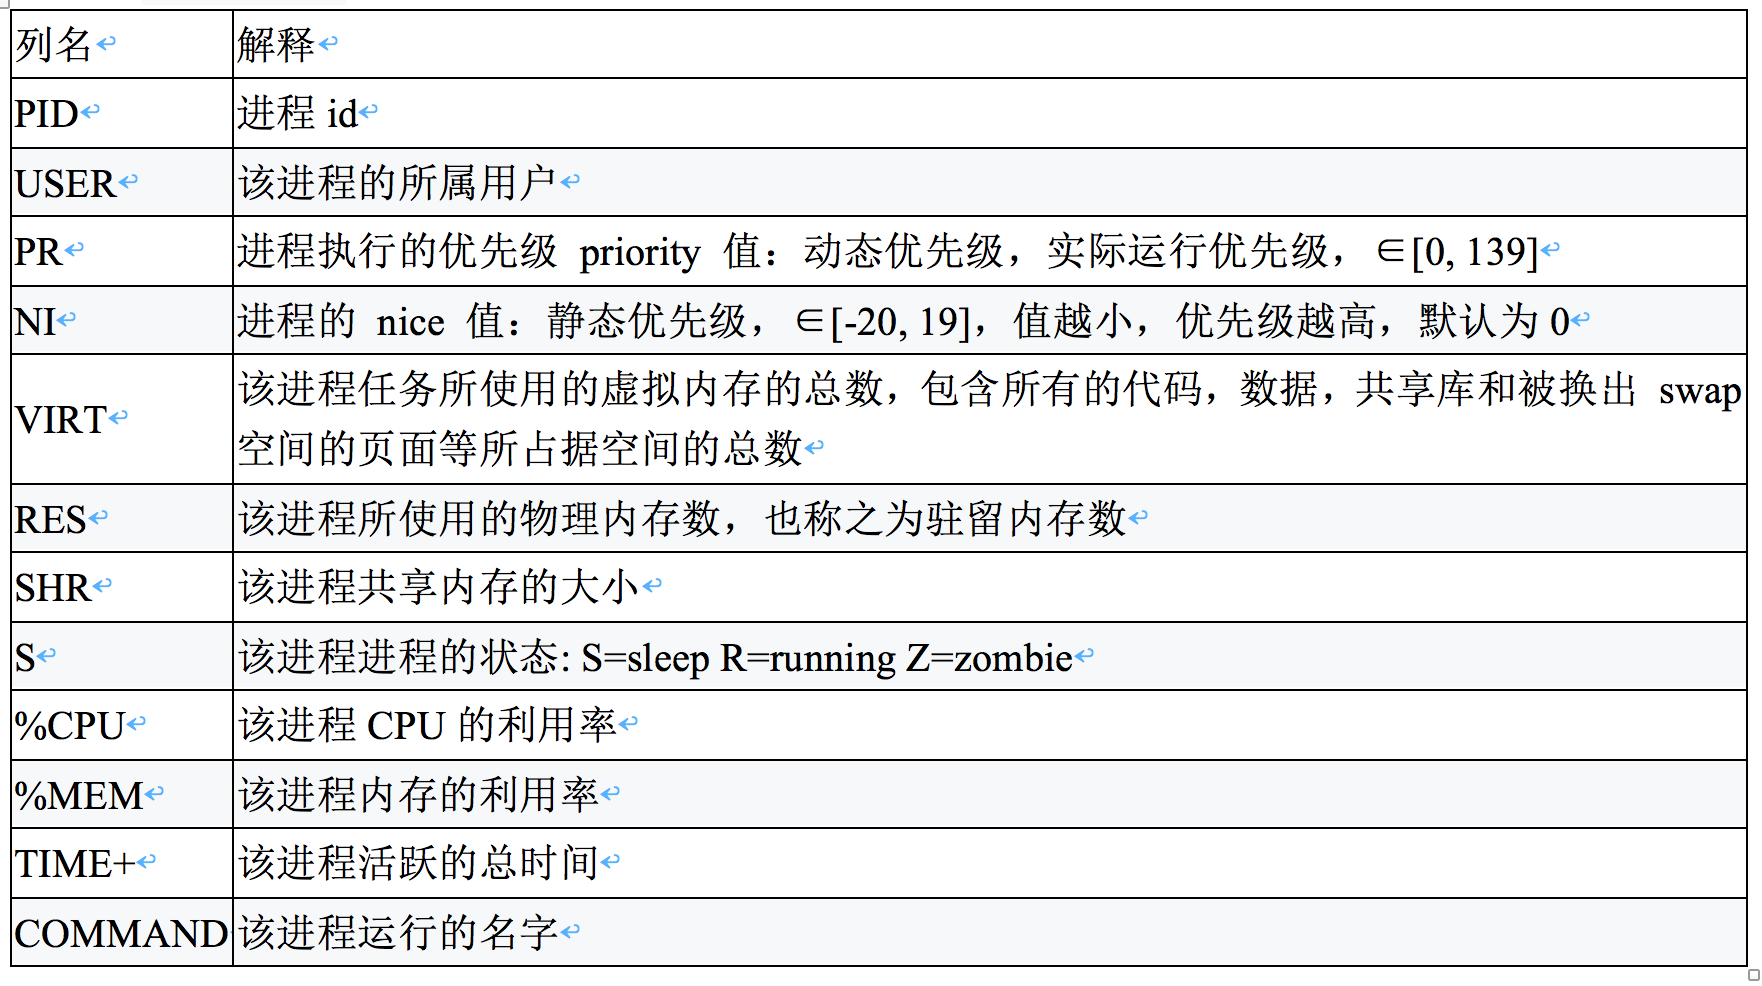 列名 解释
PID 进程 id
USER 该进程的所属用户
PR 进程执行的优先级 priority 值：动态优先级，实际运行优先级，∈[0, 139]
NI 进程的 nice 值：静态优先级，∈[-20, 19]，值越小，优先级越高，默认为 0
VIRT 该进程任务所使用的虚拟内存的总数，包含所有的代码，数据，共享库和被换出 swap
空间的页面等所占据空间的总数
RES 该进程所使用的物理内存数，也称之为驻留内存数
SHR 该进程共享内存的大小
S 该进程进程的状态: S=sleep R=running Z=zombie
%CPU 该进程 CPU 的利用率
%MEM 该进程内存的利用率
TIME+ 该进程活跃的总时间
COMMAND 该进程运行的名字